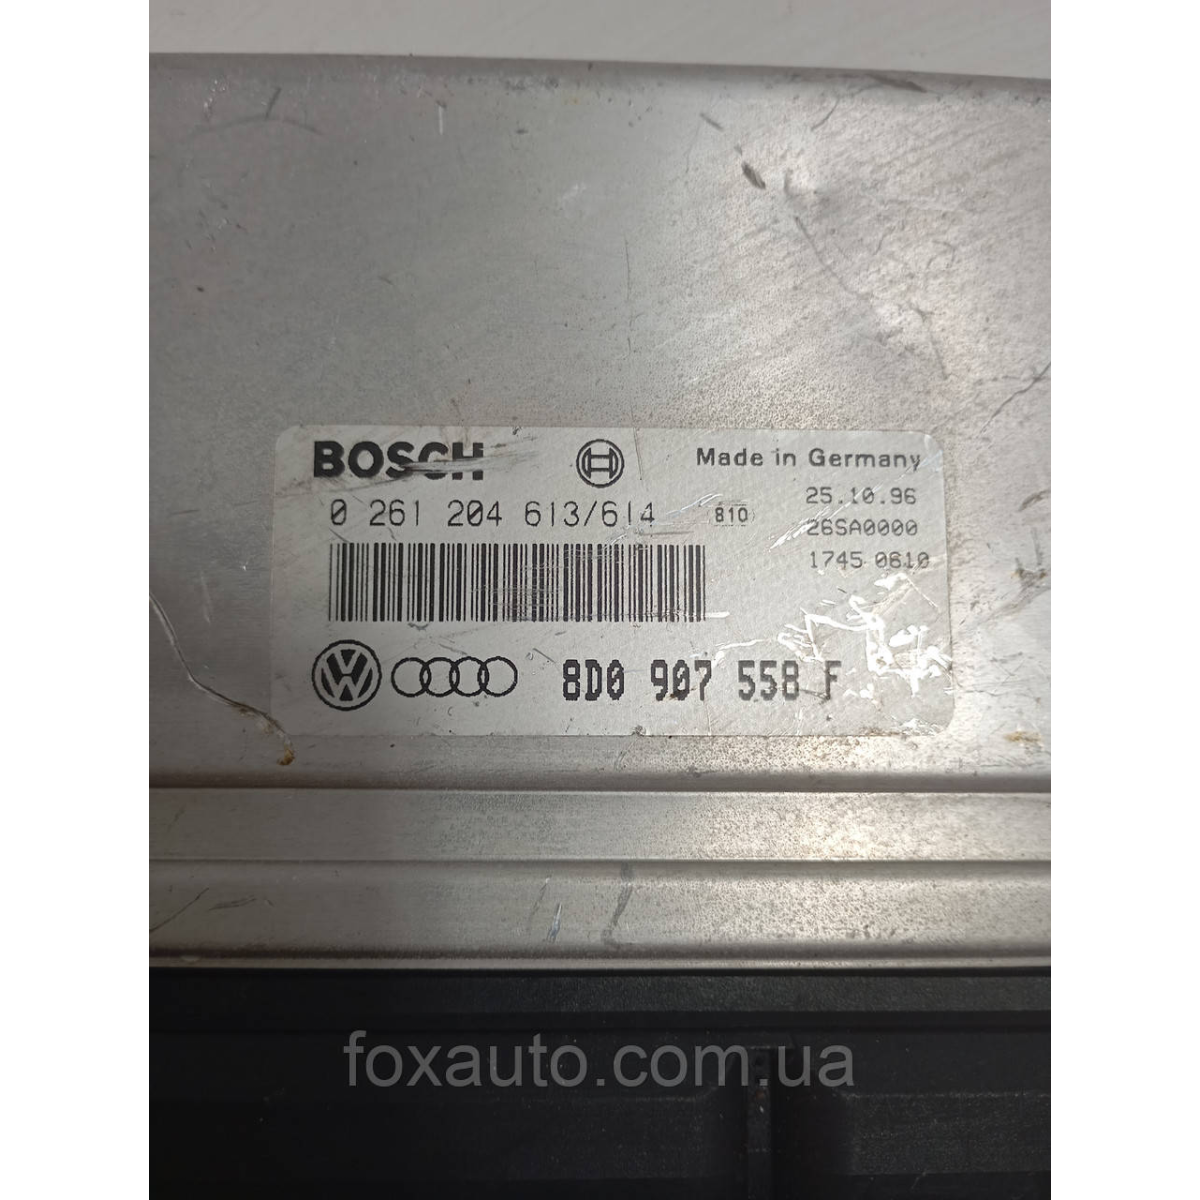 BOSCH
Made in Germany
0 261 204 613/614
810
25.10.96
26SA0000
1745 0810
8D0 907 558 F
foxauto.com.ua